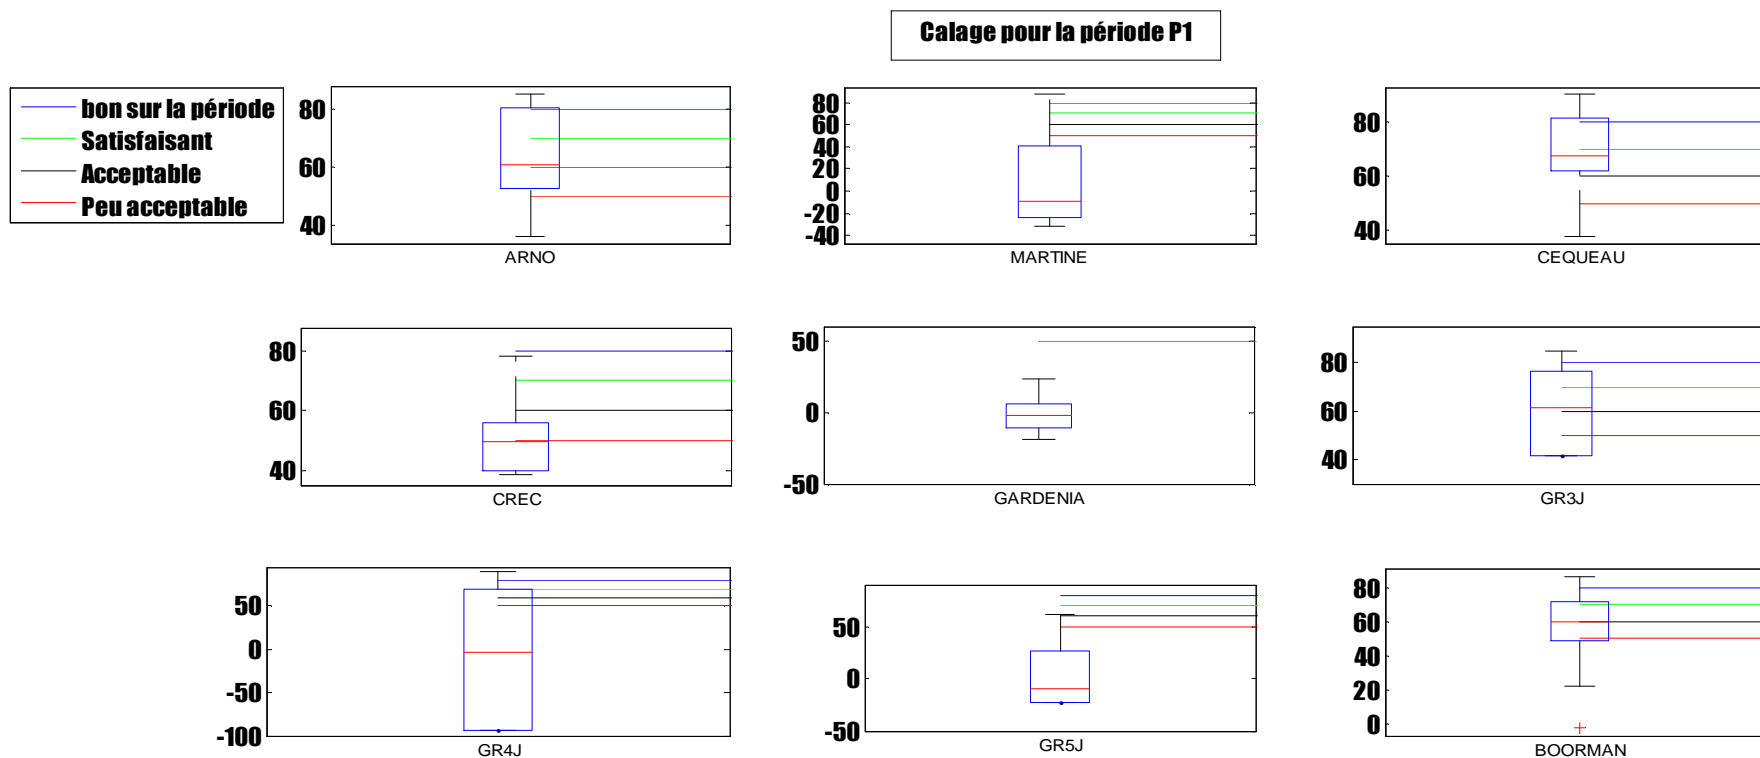 Calage pour la période P1
bon sur la période
Satisfaisant
Acceptable
Peu acceptable
80
60
40
ARNO
80
60
40
20
0
-20
-40
MARTINE
80
60
40
CEQUEAU
80
60
40
CREC
50
0
-50
GARDENIA
80
60
40
GR3J
50
0
-50
-100
GR4J
50
0
-50
GR5J
80
60
40
20
0
BOORMAN